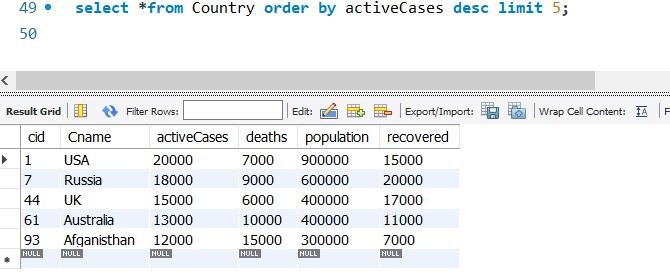 49 select *from Country order by activeCases desc limit 5;
50
Result Grid Filter Rows: Edit: Export/Import: Wrap Cell Content: IA F
cid Cname activeCases deaths population recovered
1 USA 20000 7000 900000 15000
7 Russia 18000 9000 600000 20000
44 UK 15000 6000 400000 17000
61 Australia 13000 10000 400000 11000
93 Afganisthan 12000 15000 300000 7000
NULL NULL NULL NULL NULL NULL